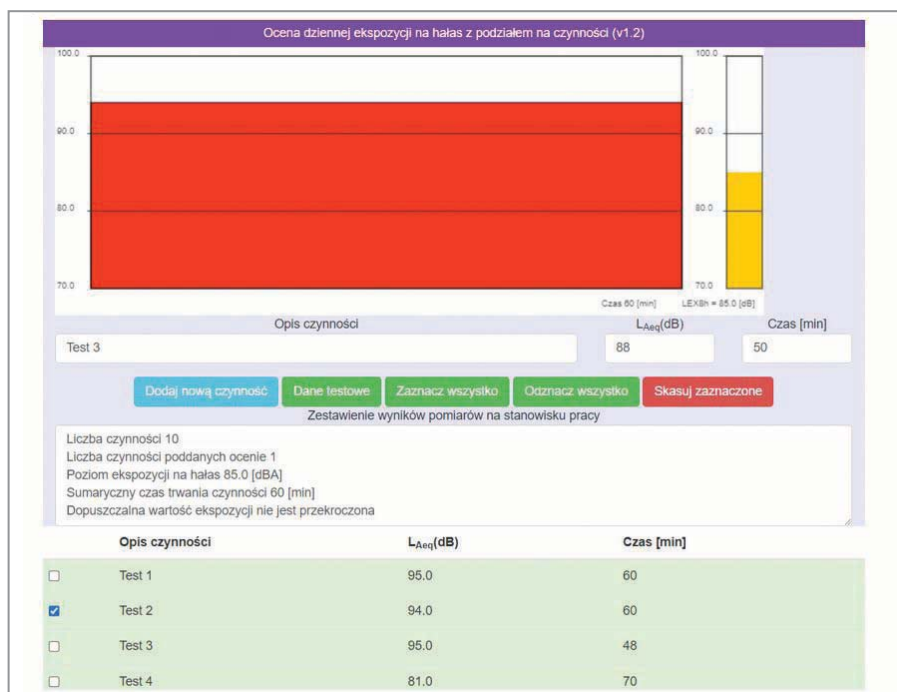 Ocena dziennej ekspozycji na hałas z podziałem na czynności (v1.2)
100.0 100.0
90.0 90.0
80.0 80.0
70.0 70.0
Czas 60 [min] LEX8h = 85.0 [dB]
Opis czynności L_Aeq(dB) Czas [min]
Test 3 88 50
Dodaj nową czynność Dane testowe Zaznacz wszystko Odznacz wszystko Skasuj zaznaczone
Zestawienie wyników pomiarów na stanowisku pracy
Liczba czynności 10
Liczba czynności poddanych ocenie 1
Poziom ekspozycji na hałas 85.0 [dBA]
Sumaryczny czas trwania czynności 60 [min]
Dopuszczalna wartość ekspozycji nie jest przekroczona
Opis czynności L_Aeq(dB) Czas [min]
Test 1 95.0 60
Test 2 94.0 60
Test 3 95.0 48
Test 4 81.0 70